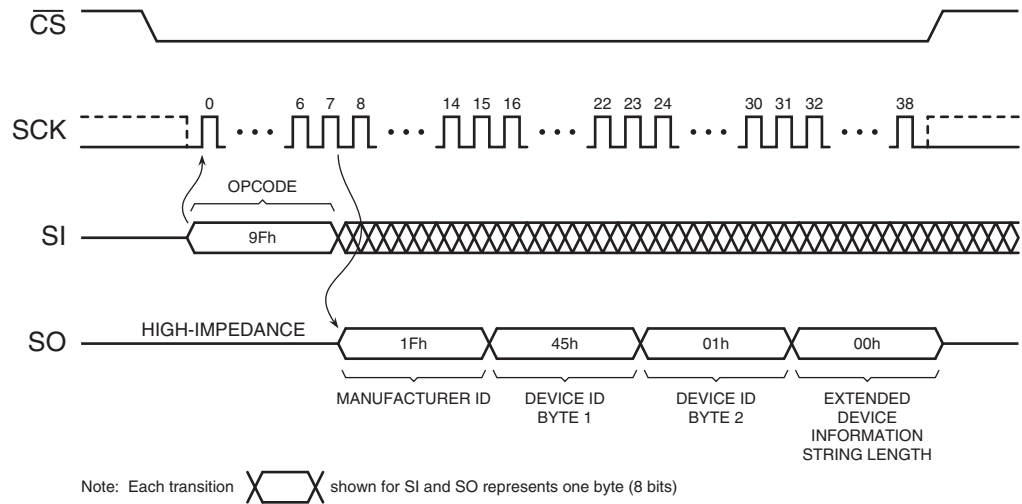 CS
SCK
0 6 7 8 14 15 16 22 23 24 30 31 32 38
OPCODE
SI
9Fh
HIGH-IMPEDANCE
SO
1Fh 45h 01h 00h
MANUFACTURER ID
DEVICE ID
BYTE 1
DEVICE ID
BYTE 2
EXTENDED
DEVICE
INFORMATION
STRING LENGTH
Note: Each transition shown for SI and SO represents one byte (8 bits)